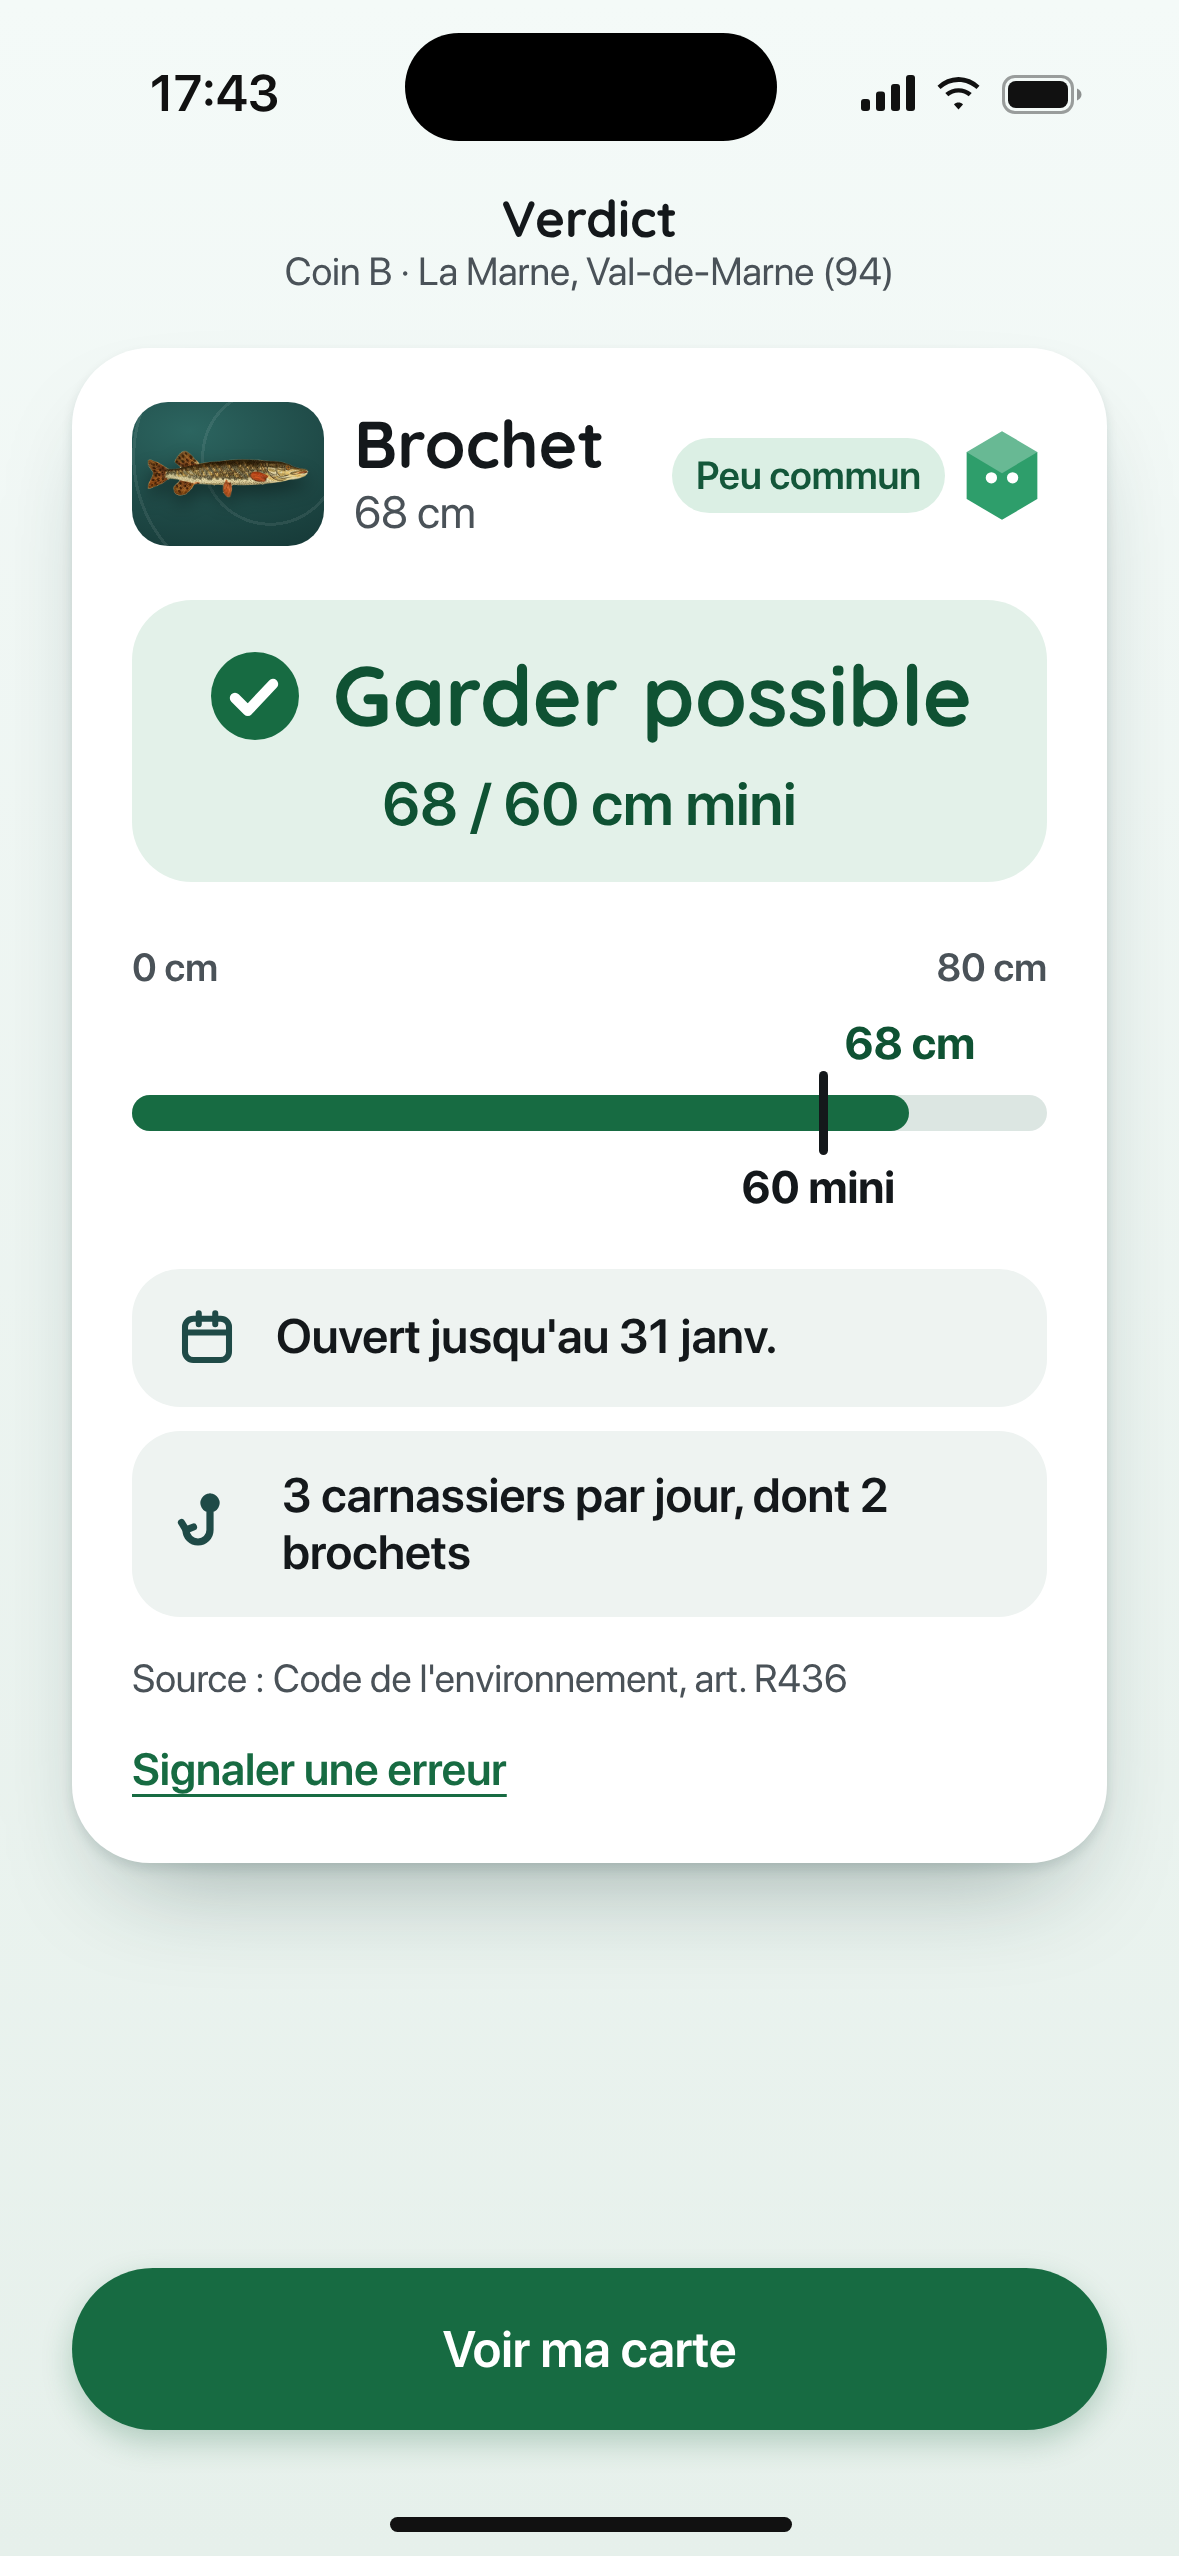 17:43
Verdict
Coin B · La Marne, Val-de-Marne (94)
Brochet
68 cm
Peu commun
Garder possible
68 / 60 cm mini
0 cm
80 cm
68 cm
60 mini
Ouvert jusqu'au 31 janv.
3 carnassiers par jour, dont 2
brochets
Source : Code de l'environnement, art. R436
Signaler une erreur
Voir ma carte